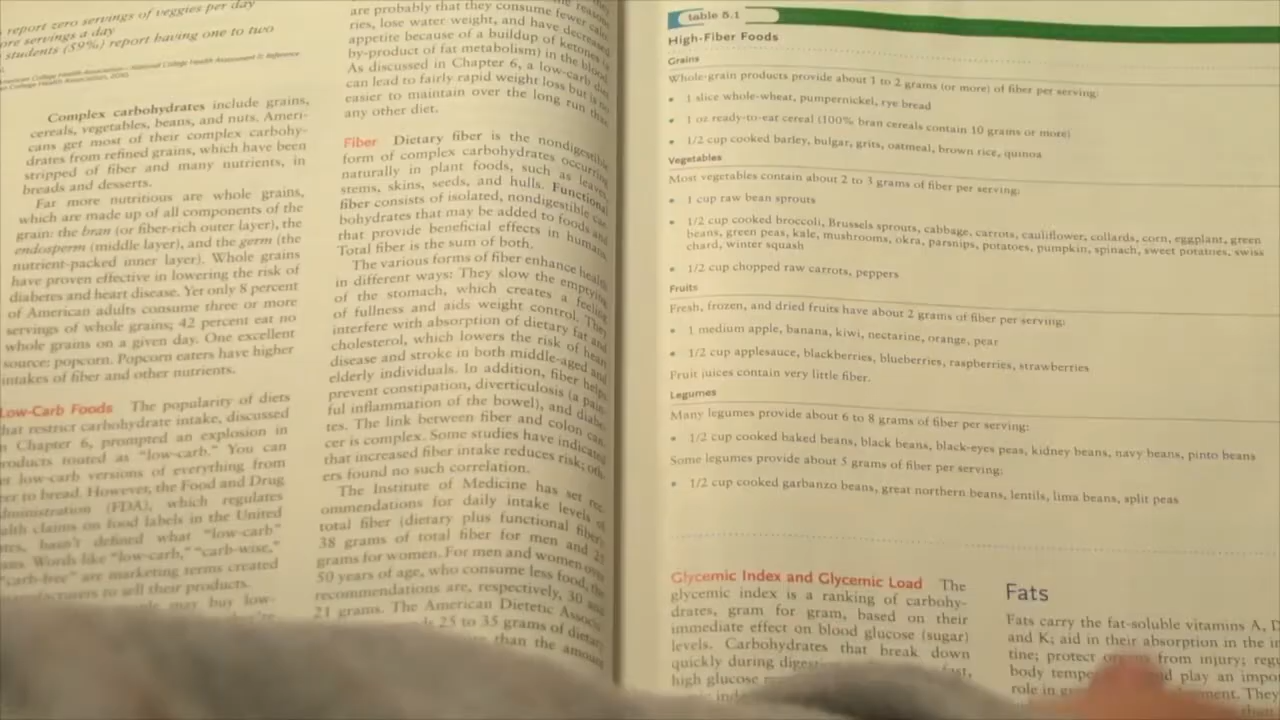 report zero servings of veggies per day
servings a day
students (59%) report having one to two
American College Health Association—National College Health Assessment II: Reference
College Health Association, 2010.
Complex carbohydrates include grains,
cereals, vegetables, beans, and nuts. Ameri-
cans get most of their complex carbohy-
drates from refined grains, which have been
stripped of fiber and many nutrients, in
breads and desserts.
Far more nutritious are whole grains,
which are made up of all components of the
grain: the bran (or fiber-rich outer layer), the
endosperm (middle layer), and the germ (the
nutrient-packed inner layer). Whole grains
have proven effective in lowering the risk of
diabetes and heart disease. Yet only 8 percent
of American adults consume three or more
servings of whole grains; 42 percent eat no
whole grains on a given day. One excellent
source: popcorn. Popcorn eaters have higher
intakes of fiber and other nutrients.
Low-Carb Foods The popularity of diets
that restrict carbohydrate intake, discussed
Chapter 6, prompted an explosion in
products touted as "low-carb." You can
low-carb versions of everything from
to bread. However, the Food and Drug
(FDA), which regulates
claims on food labels in the United
hasn't defined what "low-carb"
Words like "low-carb," "carb-wise,"
"carb-free" are marketing terms created
to sell their products.
may buy low-
are probably that they consume fewer calo-
ries, lose water weight, and have decreased
appetite because of a buildup of ketones (a
by-product of fat metabolism) in the blood.
As discussed in Chapter 6, a low-carb diet
can lead to fairly rapid weight loss but is no
easier to maintain over the long run than
any other diet.
Fiber Dietary fiber is the nondigestible
form of complex carbohydrates occurring
naturally in plant foods, such as leaves,
stems, skins, seeds, and hulls. Functional
fiber consists of isolated, nondigestible car-
bohydrates that may be added to foods and
that provide beneficial effects in humans.
Total fiber is the sum of both.
The various forms of fiber enhance health
in different ways: They slow the emptying
of the stomach, which creates a feeling
of fullness and aids weight control. They
interfere with absorption of dietary fat and
cholesterol, which lowers the risk of heart
disease and stroke in both middle-aged and
elderly individuals. In addition, fiber helps
prevent constipation, diverticulosis (a pain-
ful inflammation of the bowel), and diabe-
tes. The link between fiber and colon can-
cer is complex. Some studies have indicated
that increased fiber intake reduces risk; oth-
ers found no such correlation.
The Institute of Medicine has set rec-
ommendations for daily intake levels of
total fiber (dietary plus functional fiber):
38 grams of total fiber for men and 25
grams for women. For men and women over
50 years of age, who consume less food, the
recommendations are, respectively, 30 and
21 grams. The American Dietetic Associ-
25 to 35 grams of dietary
than the amount
table 5.1
High-Fiber Foods
Grains
Whole-grain products provide about 1 to 2 grams (or more) of fiber per serving:
• 1 slice whole-wheat, pumpernickel, rye bread
• 1 oz ready-to-eat cereal (100% bran cereals contain 10 grams or more)
• 1/2 cup cooked barley, bulgar, grits, oatmeal, brown rice, quinoa
Vegetables
Most vegetables contain about 2 to 3 grams of fiber per serving:
• 1 cup raw bean sprouts
• 1/2 cup cooked broccoli, Brussels sprouts, cabbage, carrots, cauliflower, collards, corn, eggplant, green
beans, green peas, kale, mushrooms, okra, parsnips, potatoes, pumpkin, spinach, sweet potatoes, swiss
chard, winter squash
• 1/2 cup chopped raw carrots, peppers
Fruits
Fresh, frozen, and dried fruits have about 2 grams of fiber per serving:
• 1 medium apple, banana, kiwi, nectarine, orange, pear
• 1/2 cup applesauce, blackberries, blueberries, raspberries, strawberries
Fruit juices contain very little fiber.
Legumes
Many legumes provide about 6 to 8 grams of fiber per serving:
• 1/2 cup cooked baked beans, black beans, black-eyes peas, kidney beans, navy beans, pinto beans
Some legumes provide about 5 grams of fiber per serving:
• 1/2 cup cooked garbanzo beans, great northern beans, lentils, lima beans, split peas
Glycemic Index and Glycemic Load The
glycemic index is a ranking of carbohy-
drates, gram for gram, based on their
immediate effect on blood glucose (sugar)
levels. Carbohydrates that break down
quickly during fast,
high glucose
Fats
Fats carry the fat-soluble vitamins A, D
and K; aid in their absorption in the
tine; protect organs from injury;
body and play an
role in